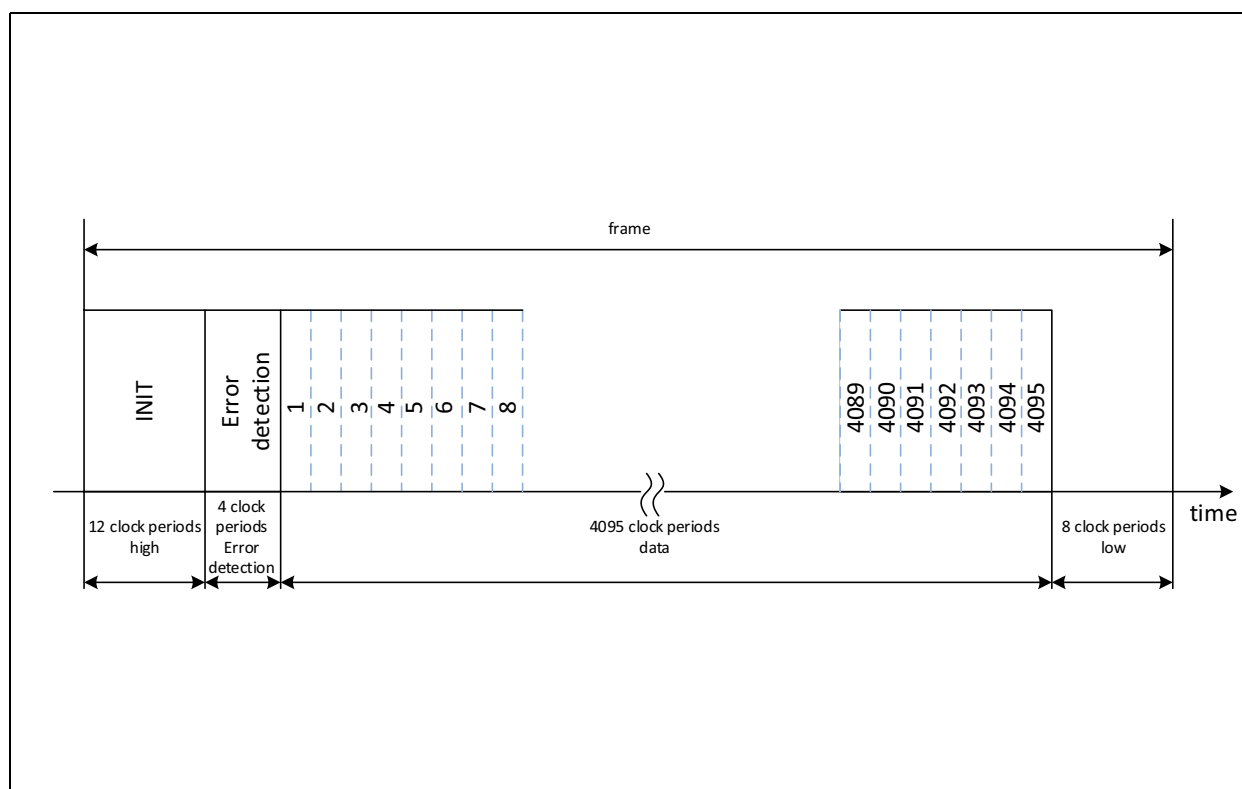 frame
INIT
Error
detection
1
2
3
4
5
6
7
8
4089
4090
4091
4092
4093
4094
4095
time
12 clock periods
high
4 clock
periods
Error
detection
4095 clock periods
data
8 clock periods
low